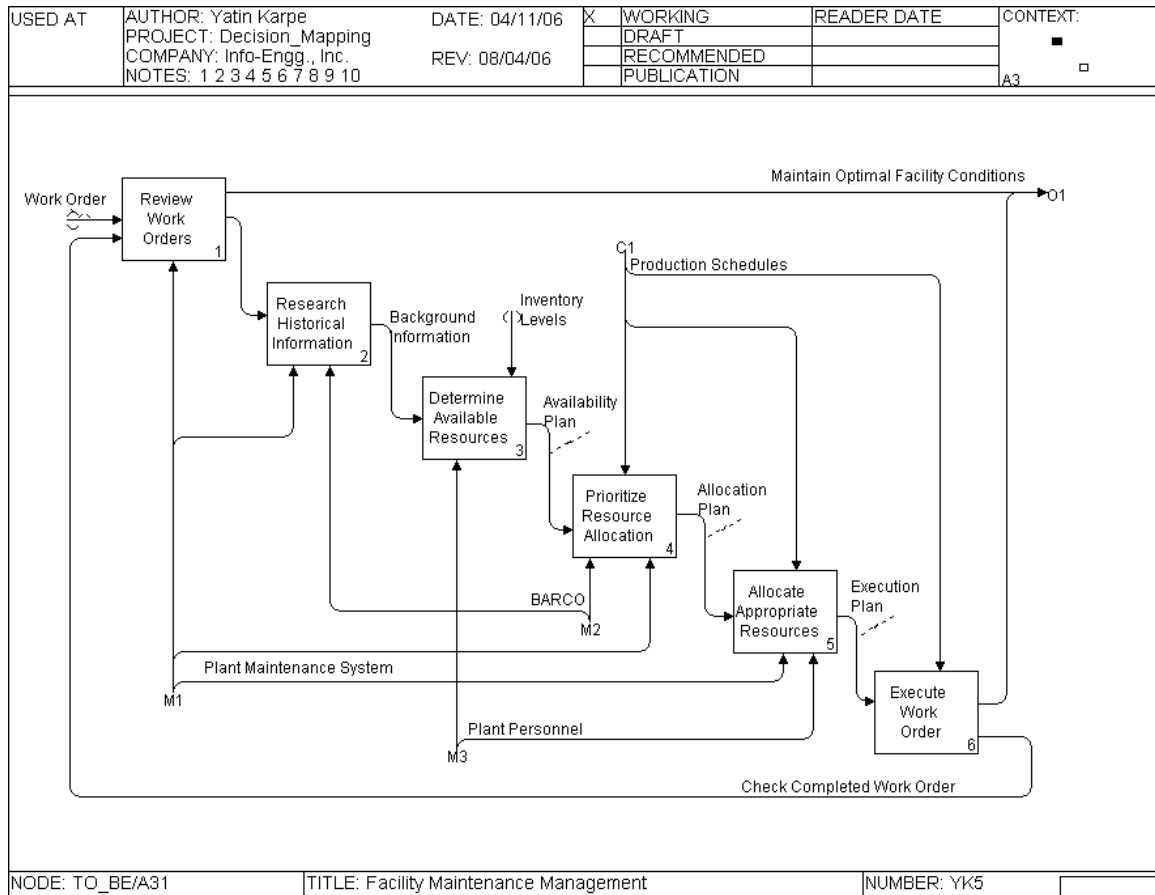 USED AT
AUTHOR: Yatin Karpe
DATE: 04/11/06
PROJECT: Decision_Mapping
COMPANY: Info-Engg., Inc.
REV: 08/04/06
NOTES: 1 2 3 4 5 6 7 8 9 10
X
WORKING
DRAFT
RECOMMENDED
PUBLICATION
READER DATE
CONTEXT:
A3
Maintain Optimal Facility Conditions
O1
Work Order
Review
Work
Orders
1
C1
Production Schedules
Research
Historical
Information
2
Background
Information
Inventory
Levels
Determine
Available
Resources
3
Availability
Plan
Prioritize
Resource
Allocation
4
Allocation
Plan
BARCO
M2
Allocate
Appropriate
Resources
5
Execution
Plan
Plant Maintenance System
M1
Execute
Work
Order
6
Plant Personnel
M3
Check Completed Work Order
NODE: TO_BE/A31
TITLE: Facility Maintenance Management
NUMBER: YK5